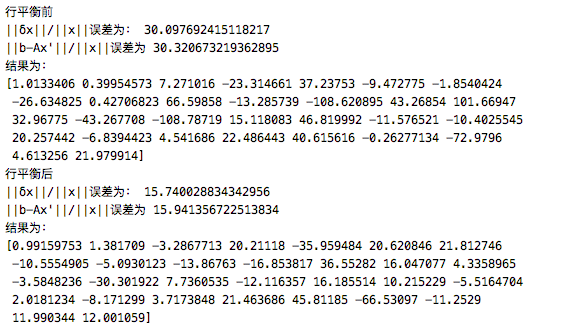 行平衡前
||δx||/||x||误差为： 30.097692415118217
||b-Ax'||/||x||误差为 30.320673219362895
结果为：
[1.0133406 0.39954573 7.271016 -23.314661 37.23753 -9.472775 -1.8540424
-26.634825 0.42706823 66.59858 -13.285739 -108.620895 43.26854 101.66947
32.96775 -43.267708 -108.78719 15.118083 46.819992 -11.576521 -10.4025545
20.257442 -6.8394423 4.541686 22.486443 40.615616 -0.26277134 -72.9796
4.613256 21.979914]
行平衡后
||δx||/||x||误差为： 15.740028834342956
||b-Ax'||/||x||误差为 15.941356722513834
结果为：
[0.99159753 1.381709 -3.2867713 20.21118 -35.959484 20.620846 21.812746
-10.5554905 -5.0930123 -13.86763 -16.853817 36.55282 16.047077 4.3358965
-3.5848236 -30.301922 7.7360535 -12.116357 16.185514 10.215229 -5.5164704
2.0181234 -8.171299 3.7173848 21.463686 45.81185 -66.53097 -11.2529
11.990344 12.001059]